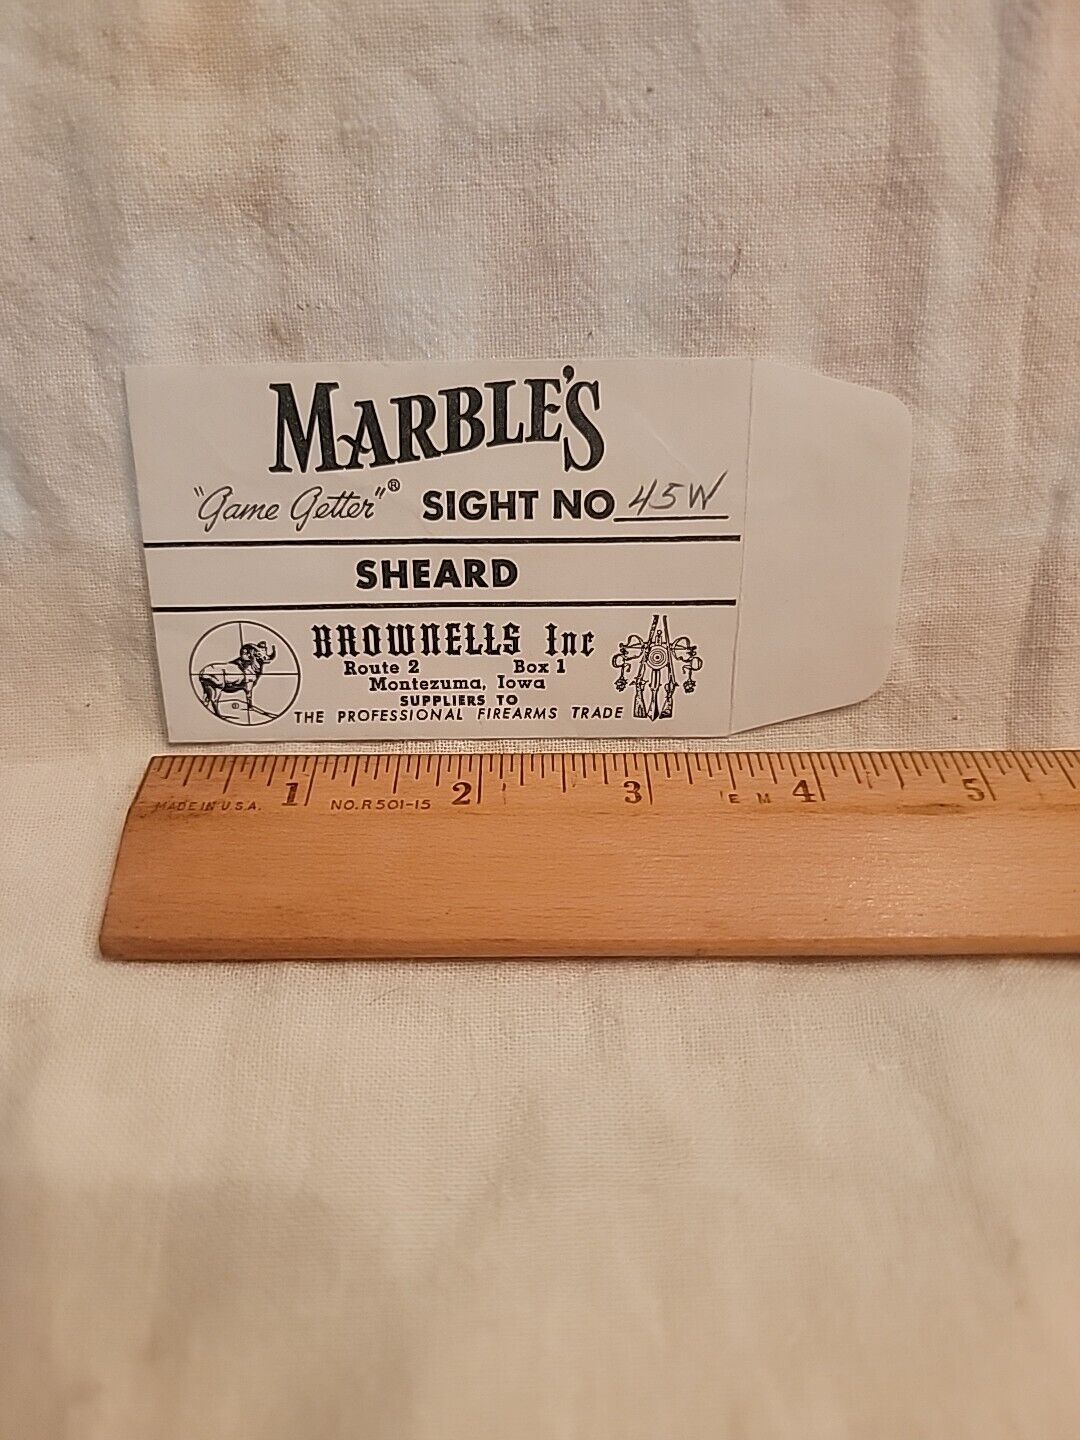 MARBLE'S
"Game Getter"® SIGHT NO 45W
SHEARD
BROWNELLS Inc
Route 2 Box 1
Montezuma, Iowa
SUPPLIERS TO
THE PROFESSIONAL FIREARMS TRADE
1 2 3 4 5
MADE IN U.S.A. NO.R501-15 E M